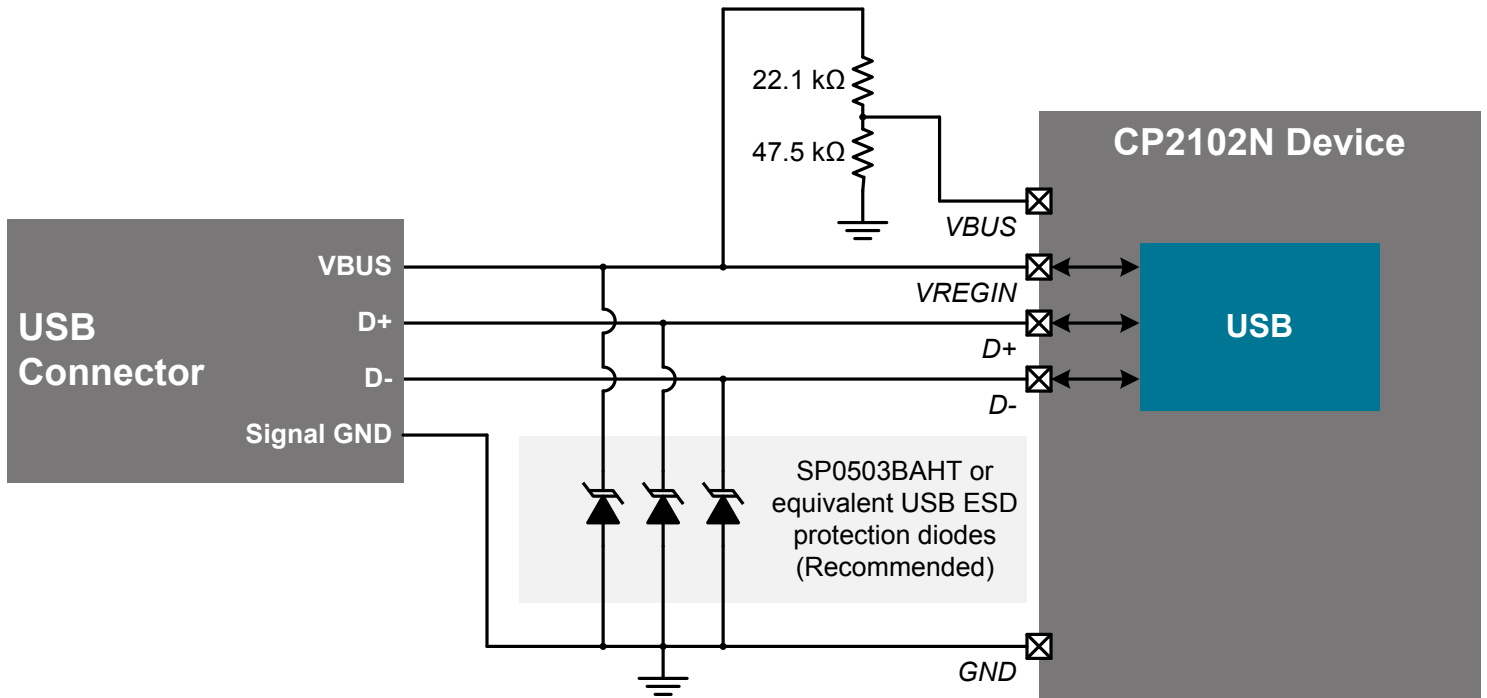 22.1 kΩ
47.5 kΩ
CP2102N Device
VBUS
VBUS
VREGIN
USB
Connector
D+
D+
USB
D-
D-
Signal GND
SP0503BAHT or
equivalent USB ESD
protection diodes
(Recommended)
GND